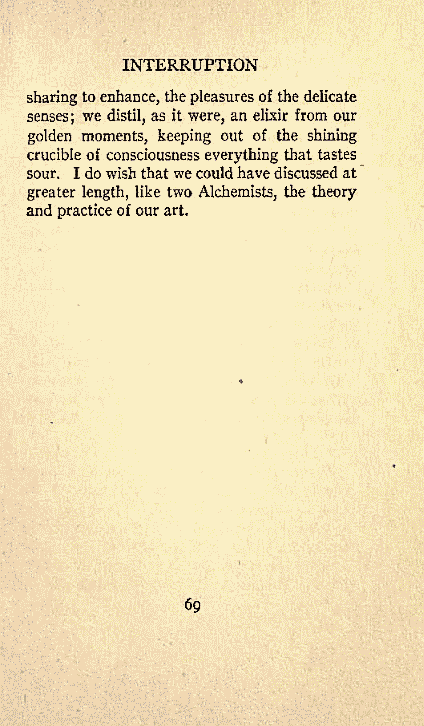 INTERRUPTION
sharing to enhance, the pleasures of the delicate
senses; we distil, as it were, an elixir from our
golden moments, keeping out of the shining
crucible of consciousness everything that tastes
sour. I do wish that we could have discussed at
greater length, like two Alchemists, the theory
and practice of our art.
69